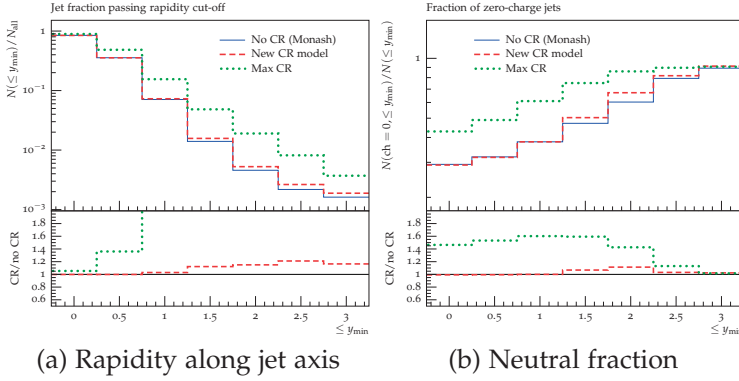 Jet fraction passing rapidity cut-off
N(≤ y_min)/N_all
No CR (Monash)
New CR model
Max CR
1
10^−1
10^−2
10^−3
CR/no CR
1.8
1.6
1.4
1.2
1
0.8
0.6
0 0.5 1 1.5 2 2.5 3
≤ y_min
(a) Rapidity along jet axis
Fraction of zero-charge jets
N(ch = 0, ≤ y_min)/N(≤ y_min)
No CR (Monash)
New CR model
Max CR
1
CR/no CR
1.8
1.6
1.4
1.2
1
0.8
0.6
0 0.5 1 1.5 2 2.5 3
≤ y_min
(b) Neutral fraction